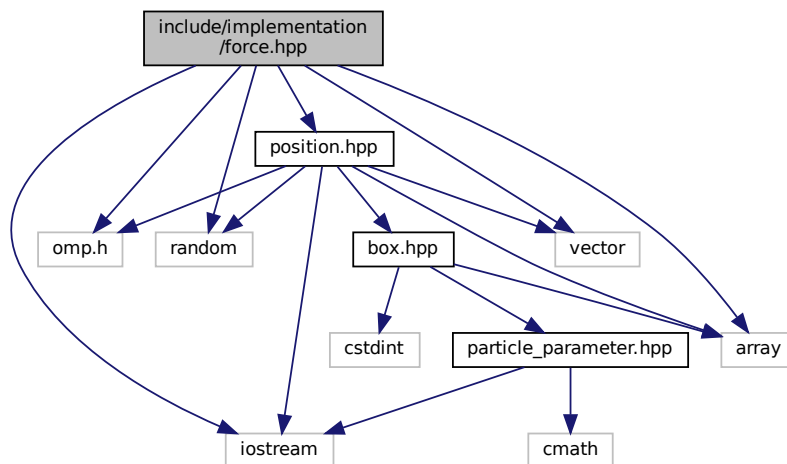 include/implementation
/force.hpp
position.hpp
omp.h
random
box.hpp
vector
cstdint
particle_parameter.hpp
array
iostream
cmath